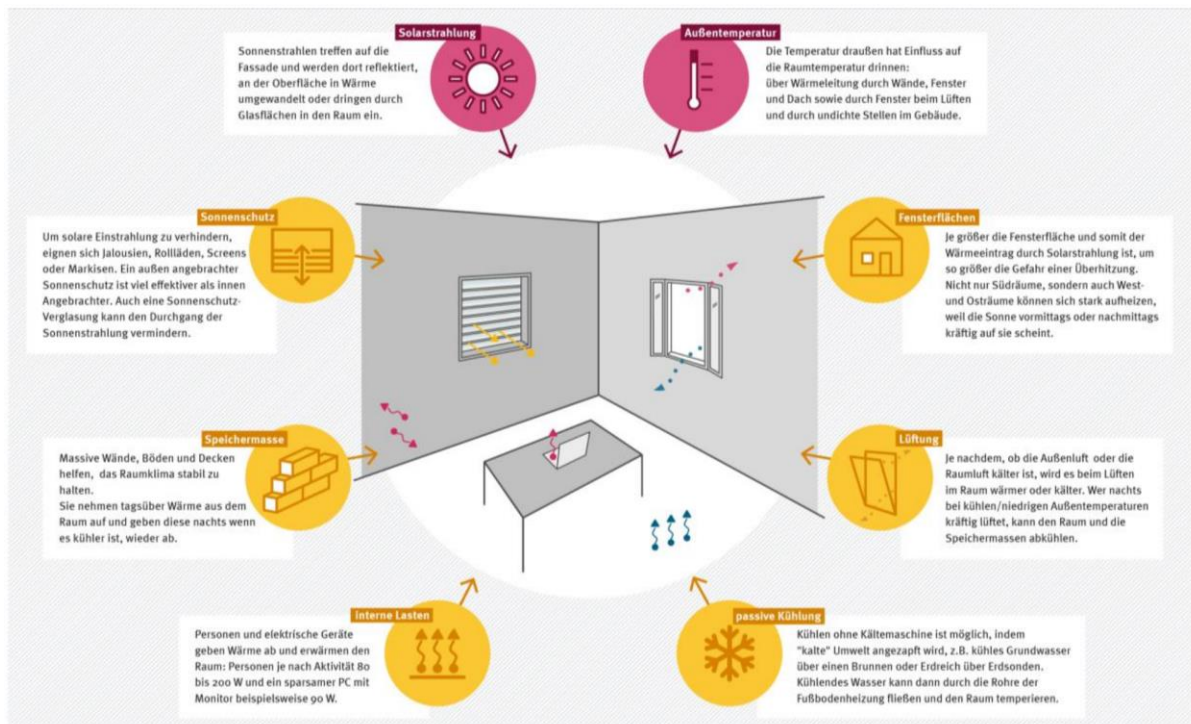 Solarstrahlung
Sonnenstrahlen treffen auf die
Fassade und werden dort reflektiert,
an der Oberfläche in Wärme
umgewandelt oder dringen durch
Glasflächen in den Raum ein.
Außentemperatur
Die Temperatur draußen hat Einfluss auf
die Raumtemperatur drinnen:
über Wärmeleitung durch Wände, Fenster
und Dach sowie durch Fenster beim Lüften
und durch undichte Stellen im Gebäude.
Sonnenschutz
Um solare Einstrahlung zu verhindern,
eignen sich Jalousien, Rollläden, Screens
oder Markisen. Ein außen angebrachter
Sonnenschutz ist viel effektiver als innen
Angebrachter. Auch eine Sonnenschutz-
Verglasung kann den Durchgang der
Sonnenstrahlung vermindern.
Fensterflächen
Je größer die Fensterfläche und somit der
Wärmeeintrag durch Solarstrahlung ist, um
so größer die Gefahr einer Überhitzung.
Nicht nur Südräume, sondern auch West-
und Osträume können sich stark aufheizen,
weil die Sonne vormittags oder nachmittags
kräftig auf sie scheint.
Speichermasse
Massive Wände, Böden und Decken
helfen, das Raumklima stabil zu
halten.
Sie nehmen tagsüber Wärme aus dem
Raum auf und geben diese nachts wenn
es kühler ist, wieder ab.
Lüftung
Je nachdem, ob die Außenluft oder die
Raumluft kälter ist, wird es beim Lüften
im Raum wärmer oder kälter. Wer nachts
bei kühlen/niedrigen Außentemperaturen
kräftig lüftet, kann den Raum und die
Speichermassen abkühlen.
interne Lasten
Personen und elektrische Geräte
geben Wärme ab und erwärmen den
Raum: Personen je nach Aktivität 80
bis 200 W und ein sparsamer PC mit
Monitor beispielsweise 90 W.
passive Kühlung
Kühlen ohne Kältemaschine ist möglich, indem
"kalte" Umwelt angezapft wird, z.B. kühles Grundwasser
über einen Brunnen oder Erdreich über Erdsonden.
Kühlendes Wasser kann dann durch die Rohre der
Fußbodenheizung fließen und den Raum temperieren.